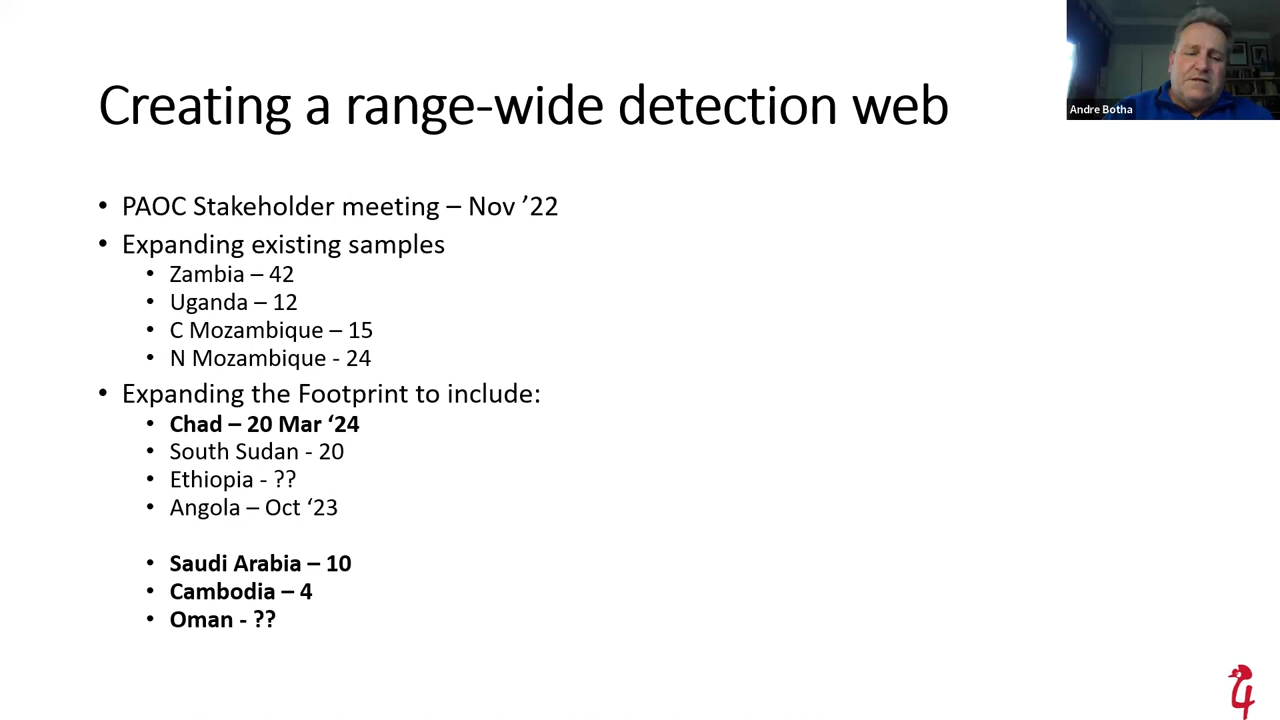 Creating a range-wide detection web
Andre Botha
• PAOC Stakeholder meeting – Nov ’22
• Expanding existing samples
• Zambia – 42
• Uganda – 12
• C Mozambique – 15
• N Mozambique - 24
• Expanding the Footprint to include:
• Chad – 20 Mar ‘24
• South Sudan - 20
• Ethiopia - ??
• Angola – Oct ‘23
• Saudi Arabia – 10
• Cambodia – 4
• Oman - ??